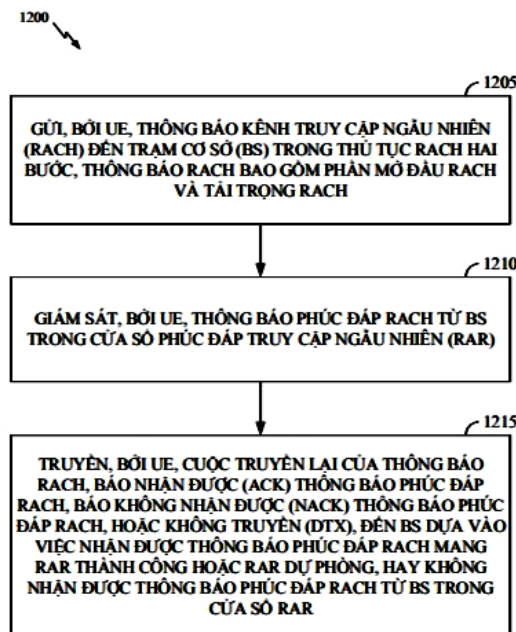 1200
1205
GỬI, BỞI UE, THÔNG BÁO KÊNH TRUY CẬP NGẪU NHIÊN
(RACH) ĐẾN TRẠM CƠ SỞ (BS) TRONG THỦ TỤC RACH HAI
BƯỚC, THÔNG BÁO RACH BAO GỒM PHẦN MỞ ĐẦU RACH
VÀ TẢI TRỌNG RACH
1210
GIÁM SÁT, BỞI UE, THÔNG BÁO PHÚC ĐÁP RACH TỪ BS
TRONG CỬA SỔ PHÚC ĐÁP TRUY CẬP NGẪU NHIÊN (RAR)
1215
TRUYỀN, BỞI UE, CUỘC TRUYỀN LẠI CỦA THÔNG BÁO
RACH, BÁO NHẬN ĐƯỢC (ACK) THÔNG BÁO PHÚC ĐÁP
RACH, BÁO KHÔNG NHẬN ĐƯỢC (NACK) THÔNG BÁO PHÚC
ĐÁP RACH, HOẶC KHÔNG TRUYỀN (DTX), ĐẾN BS DỰA VÀO
VIỆC NHẬN ĐƯỢC THÔNG BÁO PHÚC ĐÁP RACH MANG
RAR THÀNH CÔNG HOẶC RAR DỰ PHÒNG, HAY KHÔNG
NHẬN ĐƯỢC THÔNG BÁO PHÚC ĐÁP RACH TỪ BS TRONG
CỬA SỔ RAR